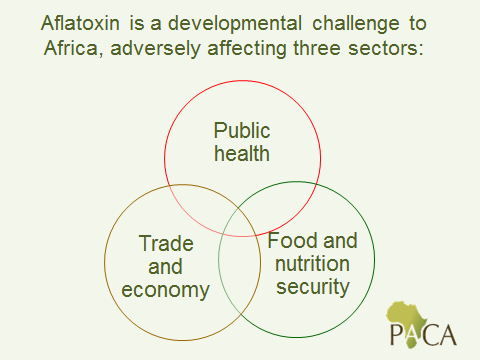 Aflatoxin is a developmental challenge to
Africa, adversely affecting three sectors:
Public
health
Trade
and
economy
Food and
nutrition
security
PACA